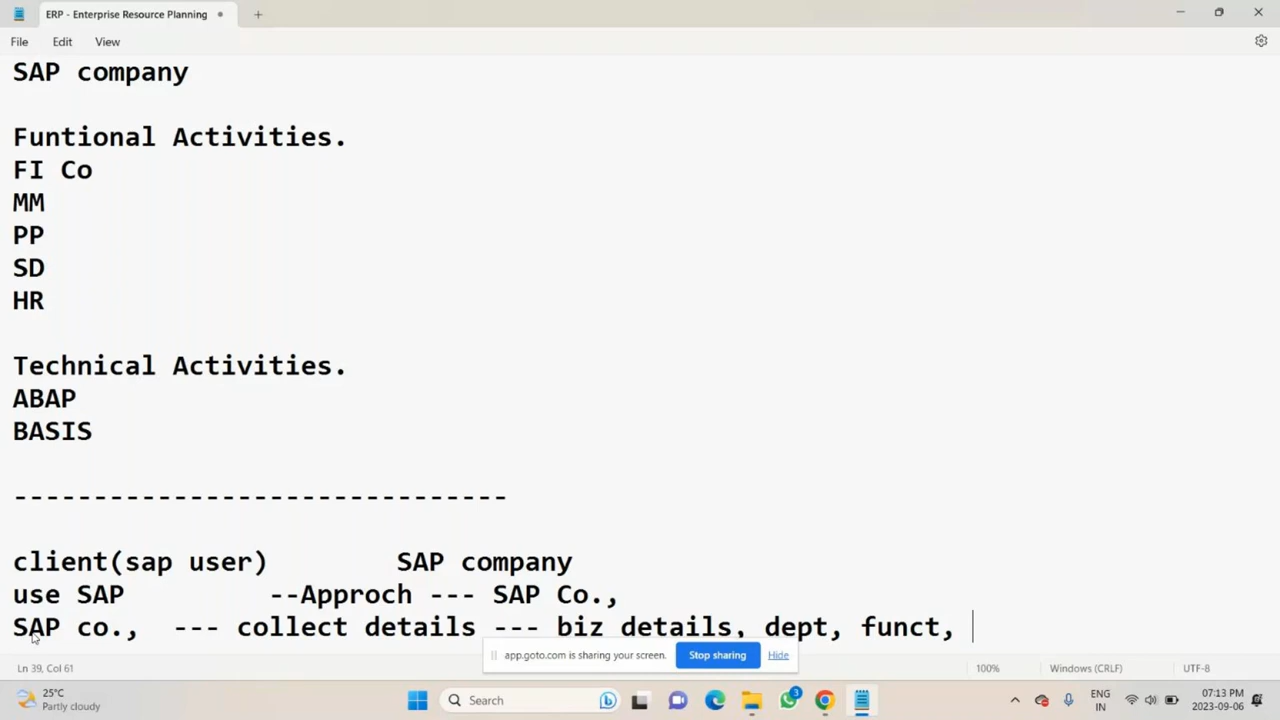 ERP - Enterprise Resource Planning
File Edit View
SAP company
Funtional Activities.
FI Co
MM
PP
SD
HR
Technical Activities.
ABAP
BASIS
-------------------------------
client(sap user) SAP company
use SAP --Approch --- SAP Co.,
SAP co., --- collect details --- biz details, dept, funct,
app.goto.com is sharing your screen. Stop sharing Hide
Ln 39, Col 61 100% Windows (CRLF) UTF-8
25°C
Partly cloudy
Search
3
ENG
IN
07:13 PM
2023-09-06